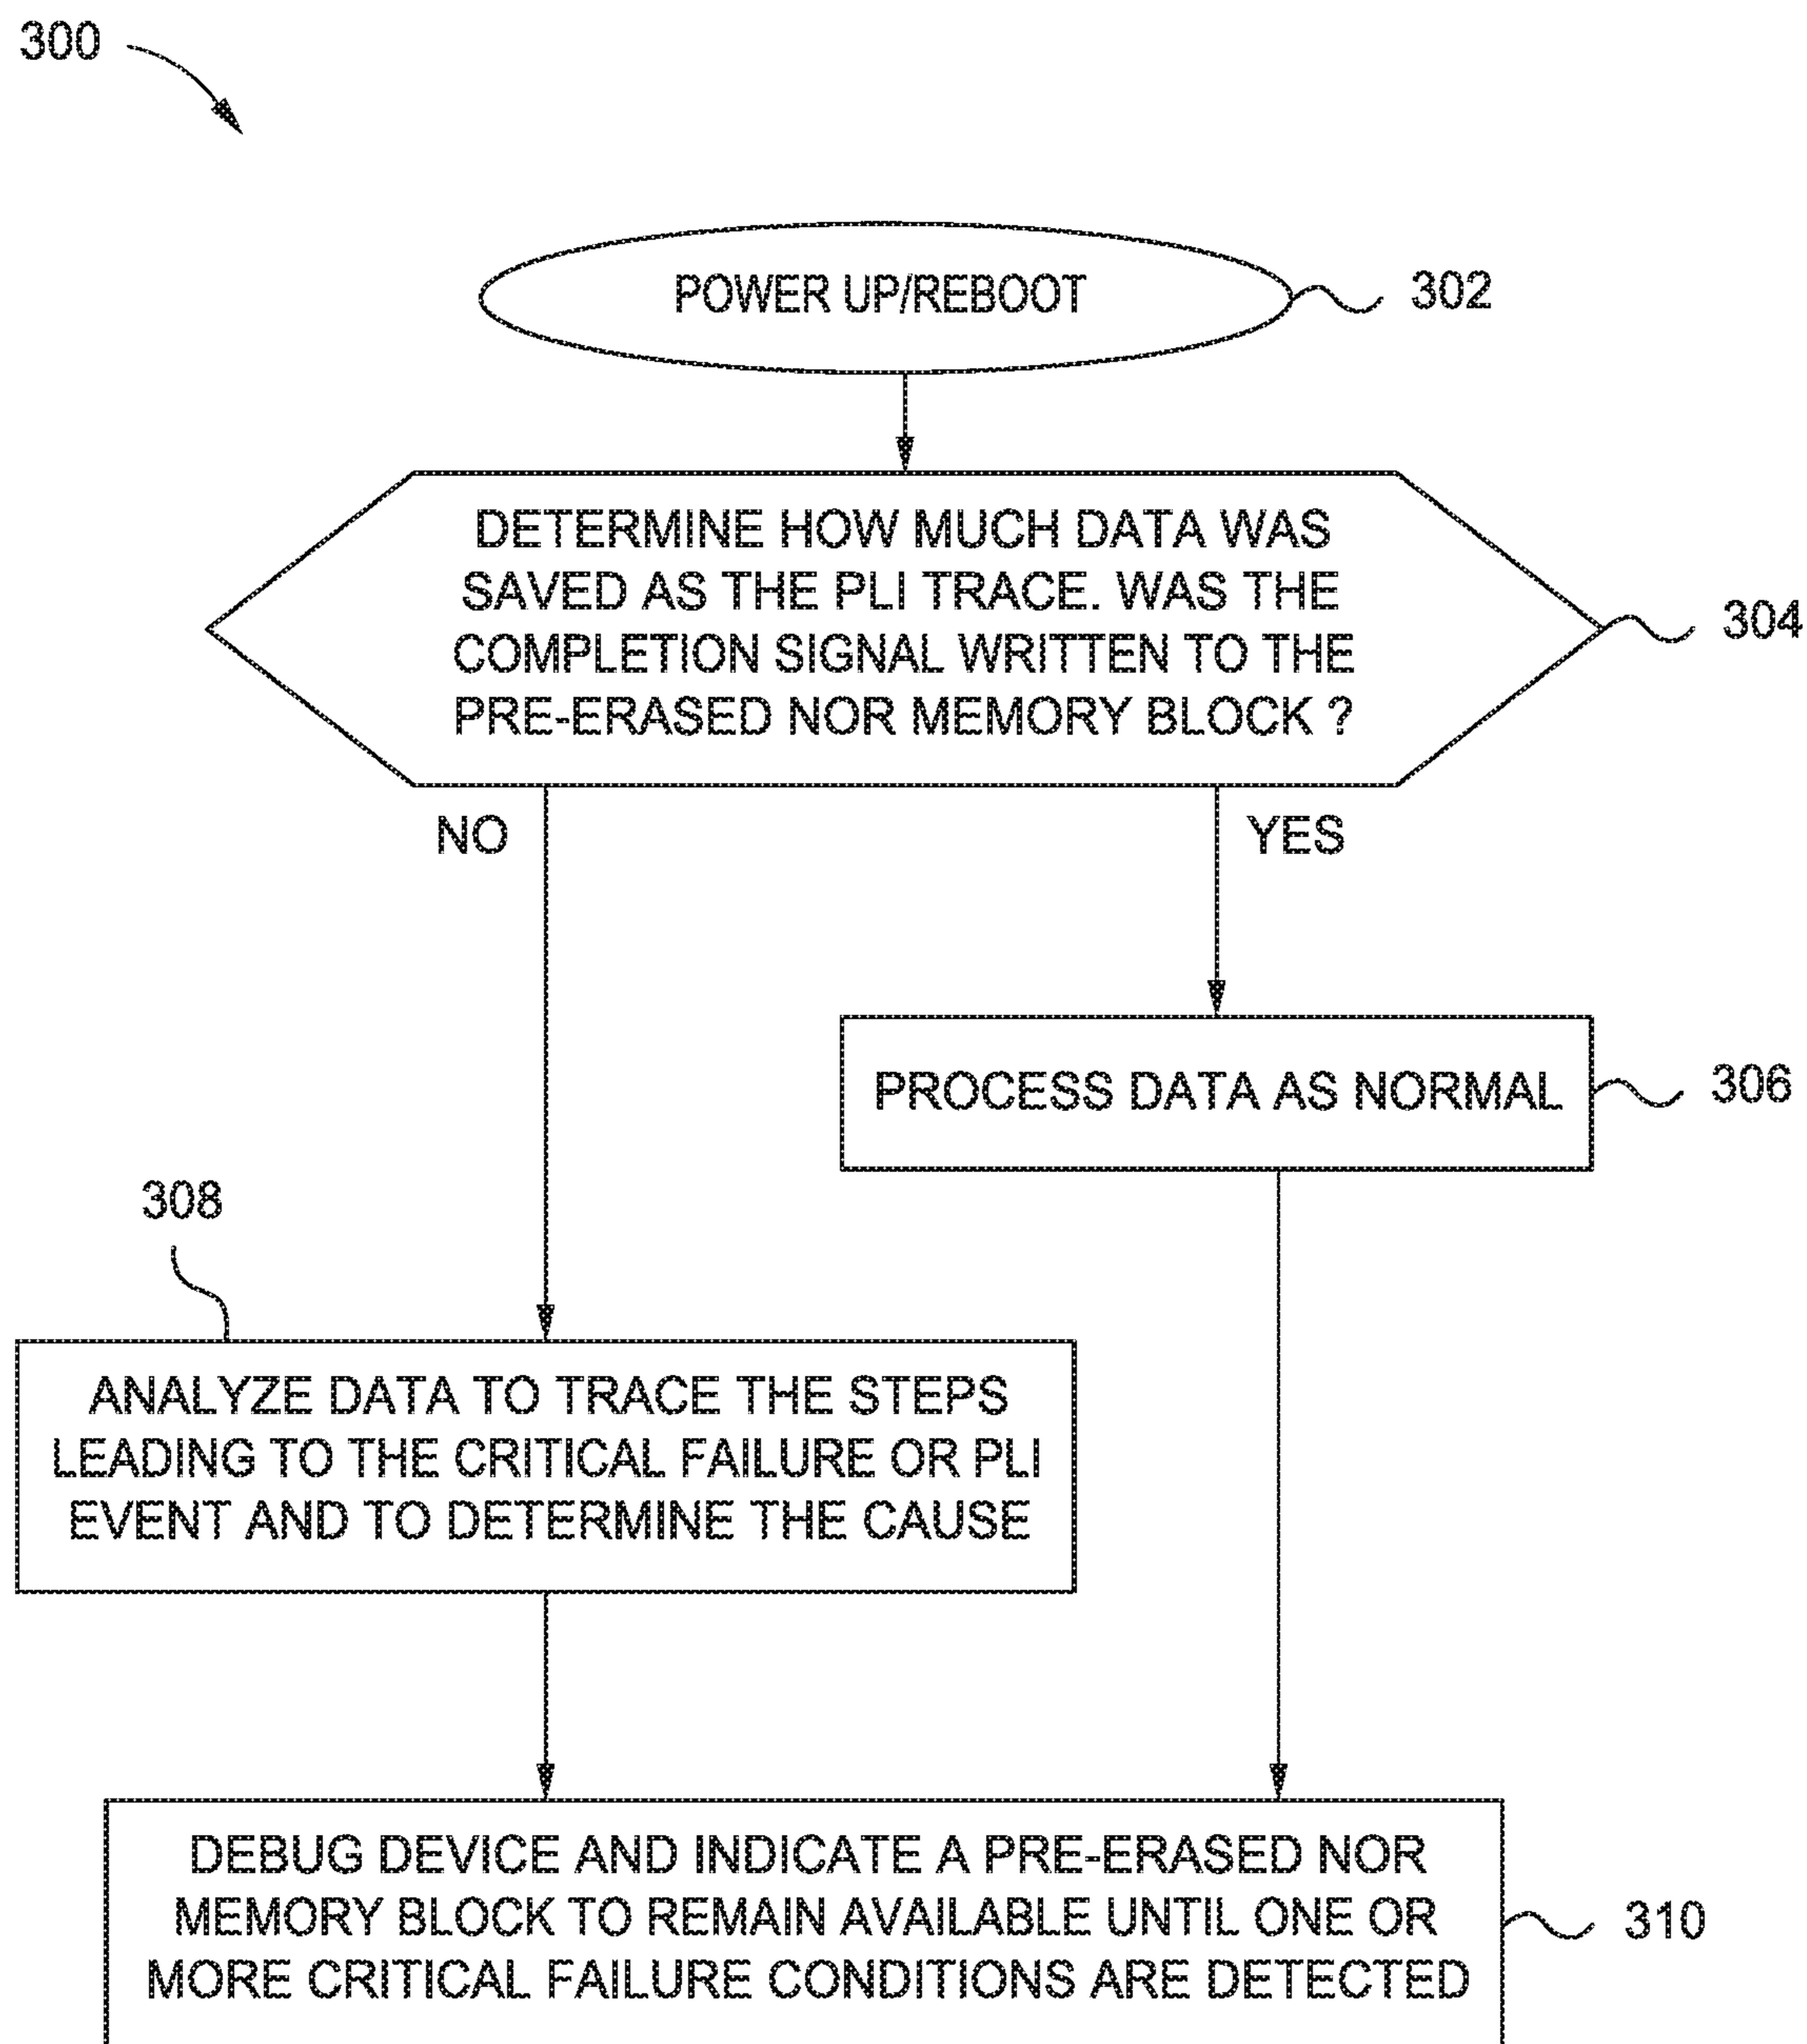 300
POWER UP/REBOOT
302
DETERMINE HOW MUCH DATA WAS
SAVED AS THE PLI TRACE. WAS THE
COMPLETION SIGNAL WRITTEN TO THE
PRE-ERASED NOR MEMORY BLOCK ?
304
NO
YES
PROCESS DATA AS NORMAL
306
308
ANALYZE DATA TO TRACE THE STEPS
LEADING TO THE CRITICAL FAILURE OR PLI
EVENT AND TO DETERMINE THE CAUSE
DEBUG DEVICE AND INDICATE A PRE-ERASED NOR
MEMORY BLOCK TO REMAIN AVAILABLE UNTIL ONE OR
MORE CRITICAL FAILURE CONDITIONS ARE DETECTED
310